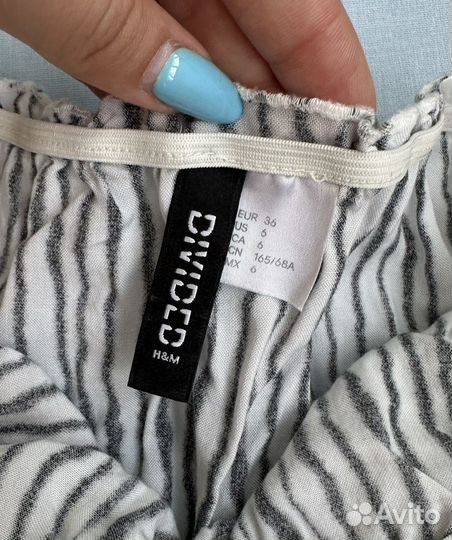 DIVIDED
H&M
EUR 36
US 6
CA 6
CN 165/68A
MX 6
Avito